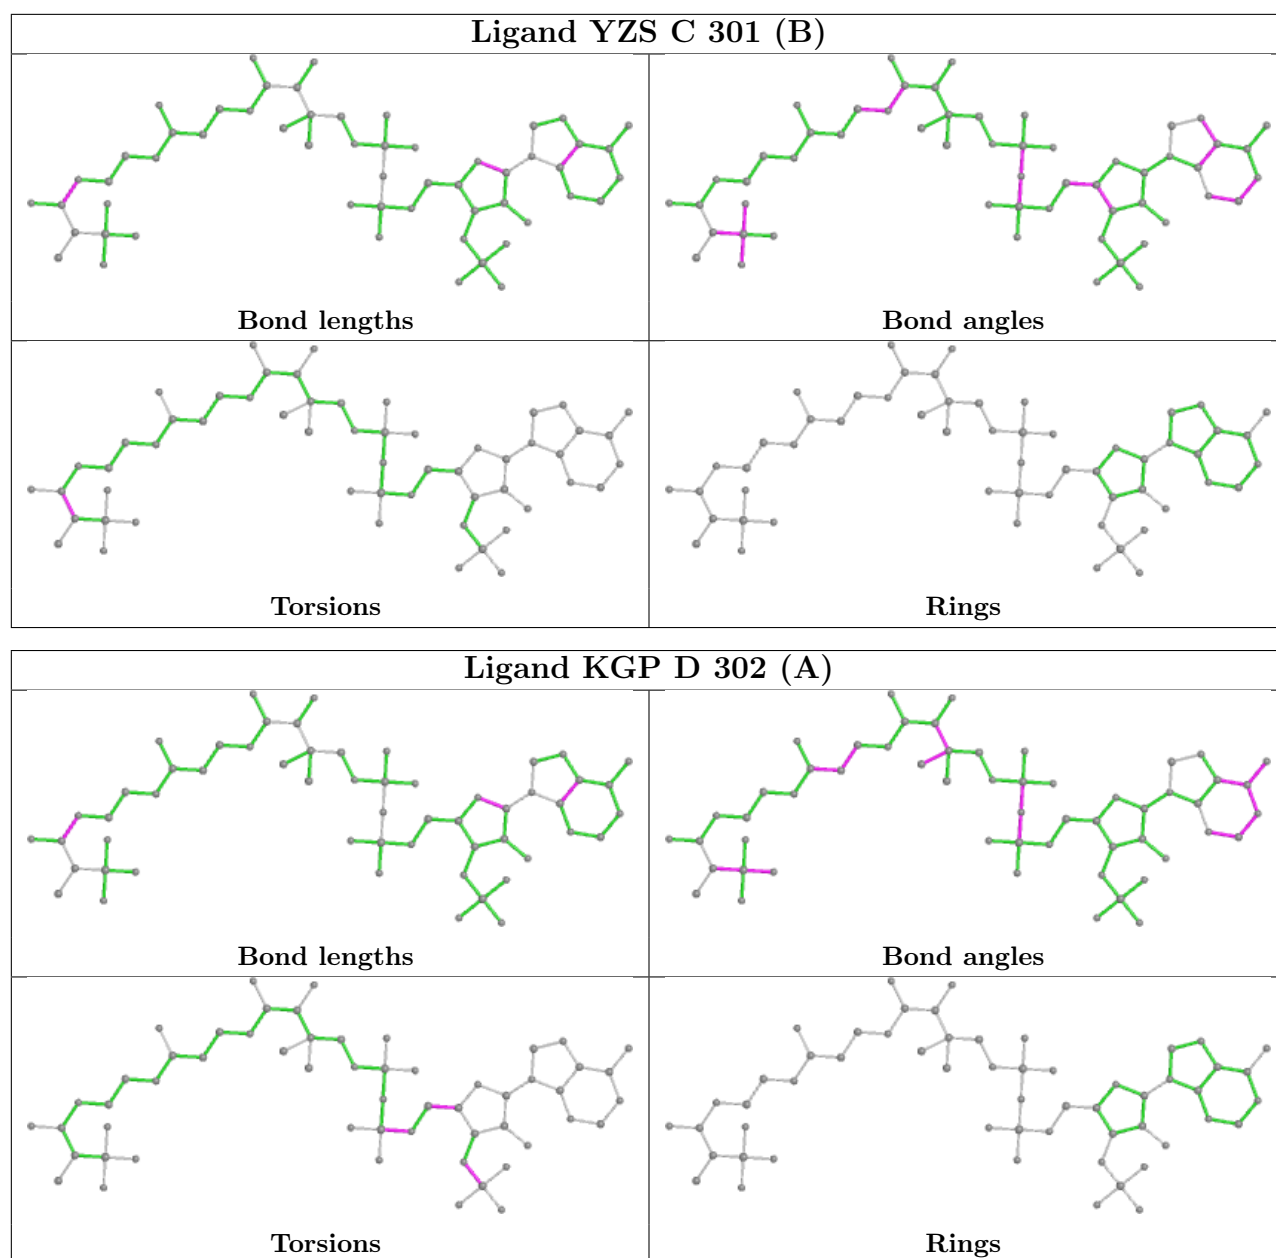 Ligand YZS C 301 (B)
Bond lengths
Bond angles
Torsions
Rings
Ligand KGP D 302 (A)
Bond lengths
Bond angles
Torsions
Rings